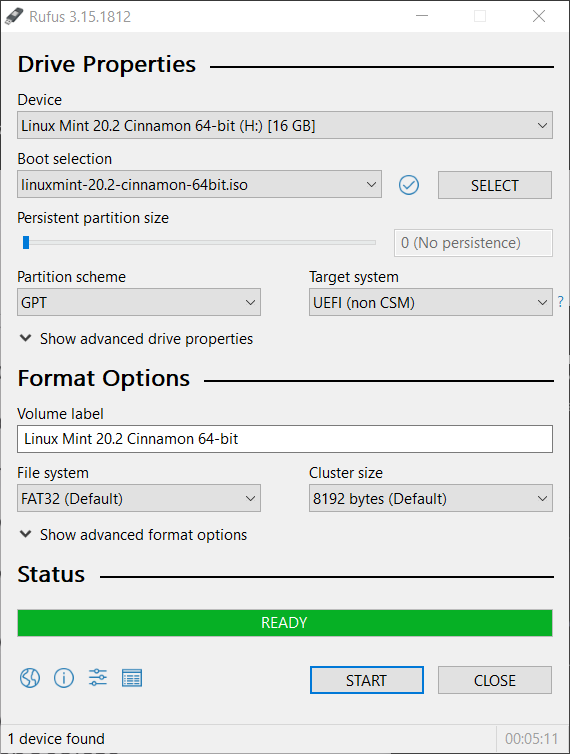 Rufus 3.15.1812
Drive Properties
Device
Linux Mint 20.2 Cinnamon 64-bit (H:) [16 GB]
Boot selection
linuxmint-20.2-cinnamon-64bit.iso
SELECT
Persistent partition size
0 (No persistence)
Partition scheme
Target system
GPT
UEFI (non CSM)
?
Show advanced drive properties
Format Options
Volume label
Linux Mint 20.2 Cinnamon 64-bit
File system
Cluster size
FAT32 (Default)
8192 bytes (Default)
Show advanced format options
Status
READY
START
CLOSE
1 device found
00:05:11